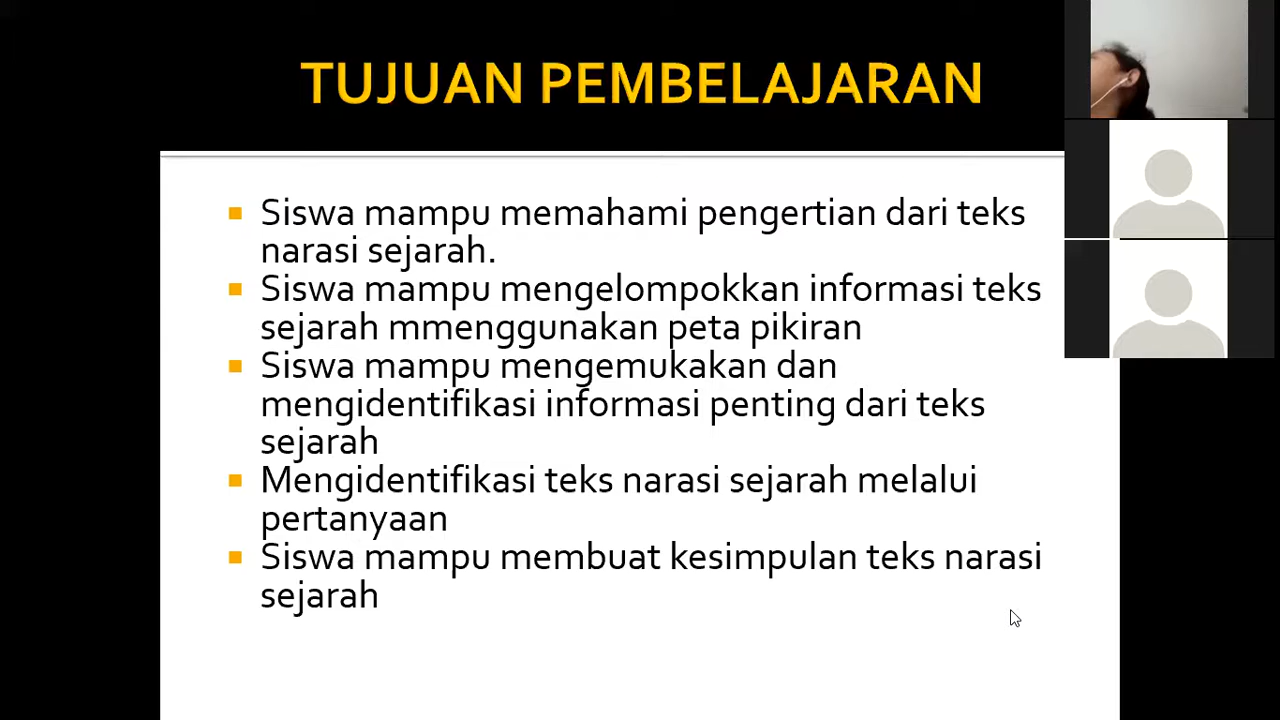 TUJUAN PEMBELAJARAN
Siswa mampu memahami pengertian dari teks
narasi sejarah.
Siswa mampu mengelompokkan informasi teks
sejarah mmenggunakan peta pikiran
Siswa mampu mengemukakan dan
mengidentifikasi informasi penting dari teks
sejarah
Mengidentifikasi teks narasi sejarah melalui
pertanyaan
Siswa mampu membuat kesimpulan teks narasi
sejarah